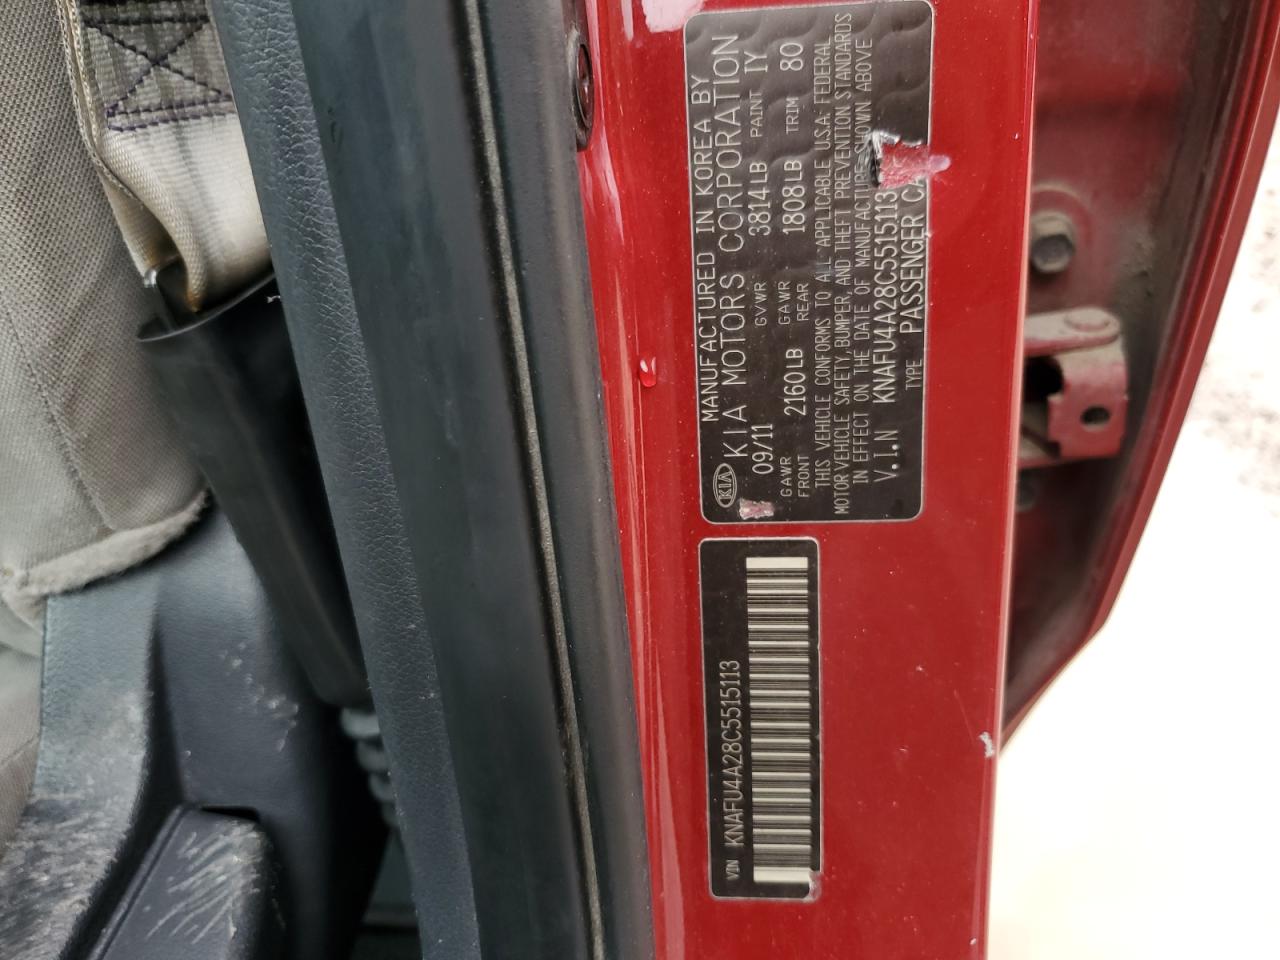 MANUFACTURED IN KOREA BY
KIA KIA MOTORS CORPORATION
09/11 GVWR 3814LB PAINT IY
GAWR FRONT 2160LB GAWR REAR 1808LB TRIM 80
THIS VEHICLE CONFORMS TO ALL APPLICABLE U.S.A. FEDERAL
MOTOR VEHICLE SAFETY, BUMPER, AND THEFT PREVENTION STANDARDS
IN EFFECT ON THE DATE OF MANUFACTURE SHOWN ABOVE
V.I.N KNAFU4A28C5515113
TYPE PASSENGER
VIN KNAFU4A28C5515113